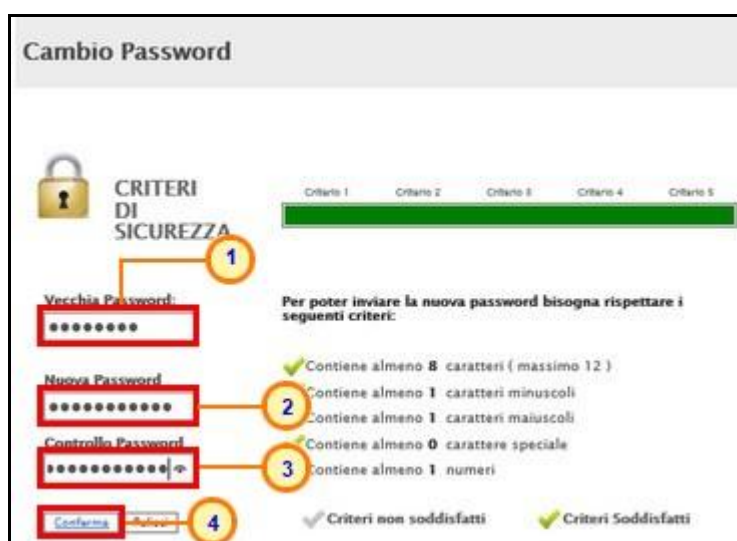 Cambio Password
CRITERI
DI
SICUREZZA
Criterio 1 Criterio 2 Criterio 3 Criterio 4 Criterio 5
1
Vecchia Password:
Per poter inviare la nuova password bisogna rispettare i
seguenti criteri:
Contiene almeno 8 caratteri ( massimo 12 )
Nuova Password
Contiene almeno 1 caratteri minuscoli
2
Contiene almeno 1 caratteri maiuscoli
Controllo Password
Contiene almeno 0 carattere speciale
3
Contiene almeno 1 numeri
Conferma
4
Criteri non soddisfatti Criteri Soddisfatti